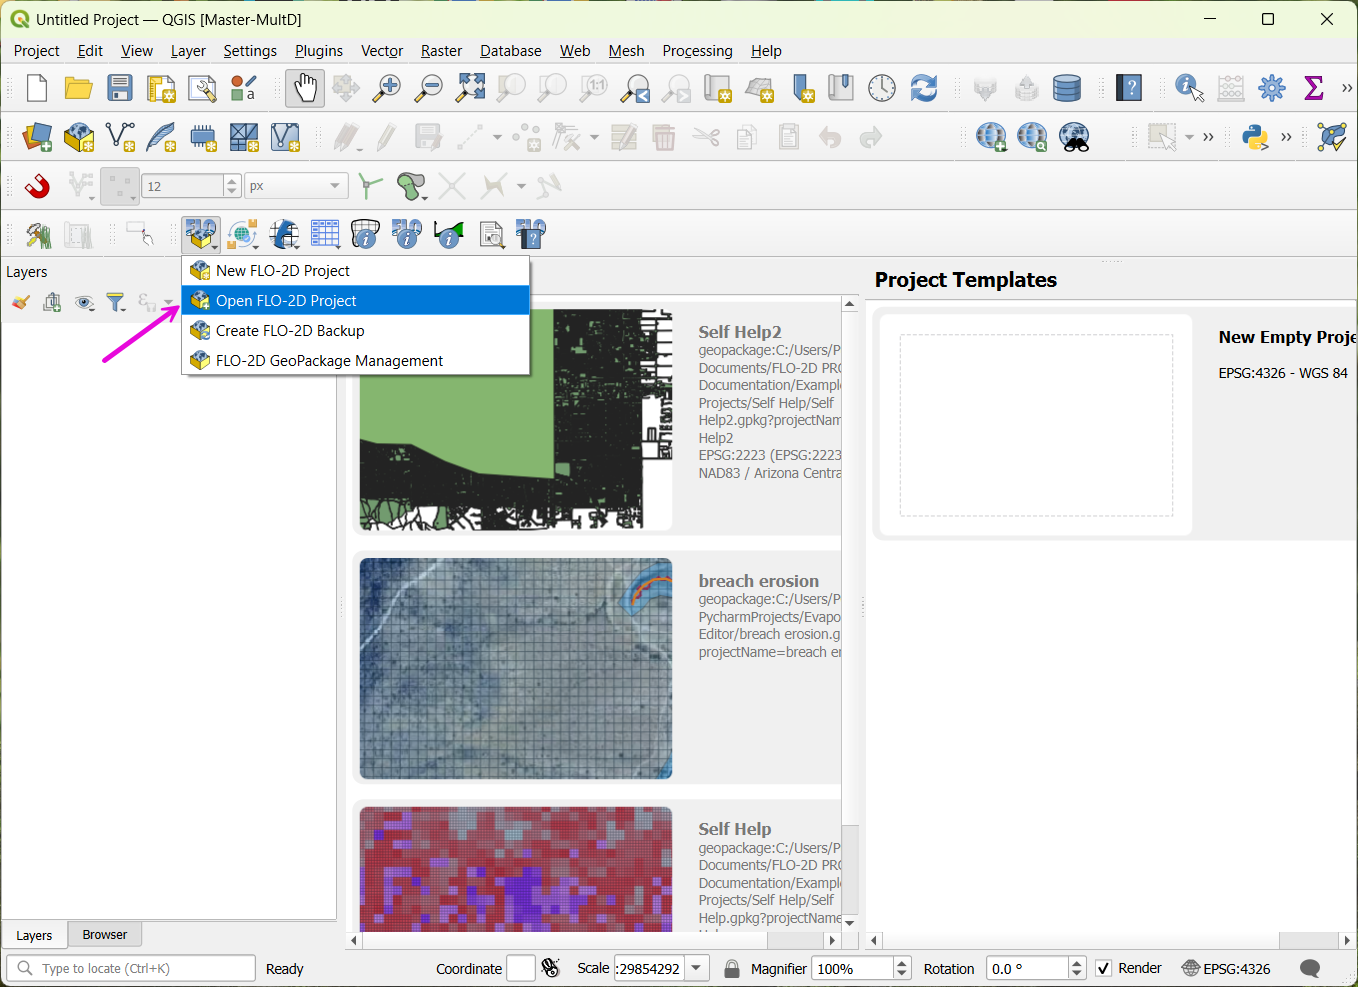 Untitled Project — QGIS [Master-MultD]
Project Edit View Layer Settings Plugins Vector Raster Database Web Mesh Processing Help
a
1:1
12
px
Layers
New FLO-2D Project
Open FLO-2D Project
Create FLO-2D Backup
FLO-2D GeoPackage Management
Self Help2
geopackage:C:/Users/P
Documents/FLO-2D PRO
Documentation/Example
Projects/Self Help/Self
Help2.gpkg?projectNam
Help2
EPSG:2223 (EPSG:2223
NAD83 / Arizona Centra
breach erosion
geopackage:C:/Users/P
PycharmProjects/Evapo
Editor/breach erosion.g
projectName=breach er
Self Help
geopackage:C:/Users/P
Documents/FLO-2D PRO
Documentation/Example
Projects/Self Help/Self
Help.gpkg?projectName
Project Templates
New Empty Proje
EPSG:4326 - WGS 84
Layers
Browser
Type to locate (Ctrl+K)
Ready
Coordinate
Scale
:29854292
Magnifier
100%
Rotation
0.0 °
Render
EPSG:4326